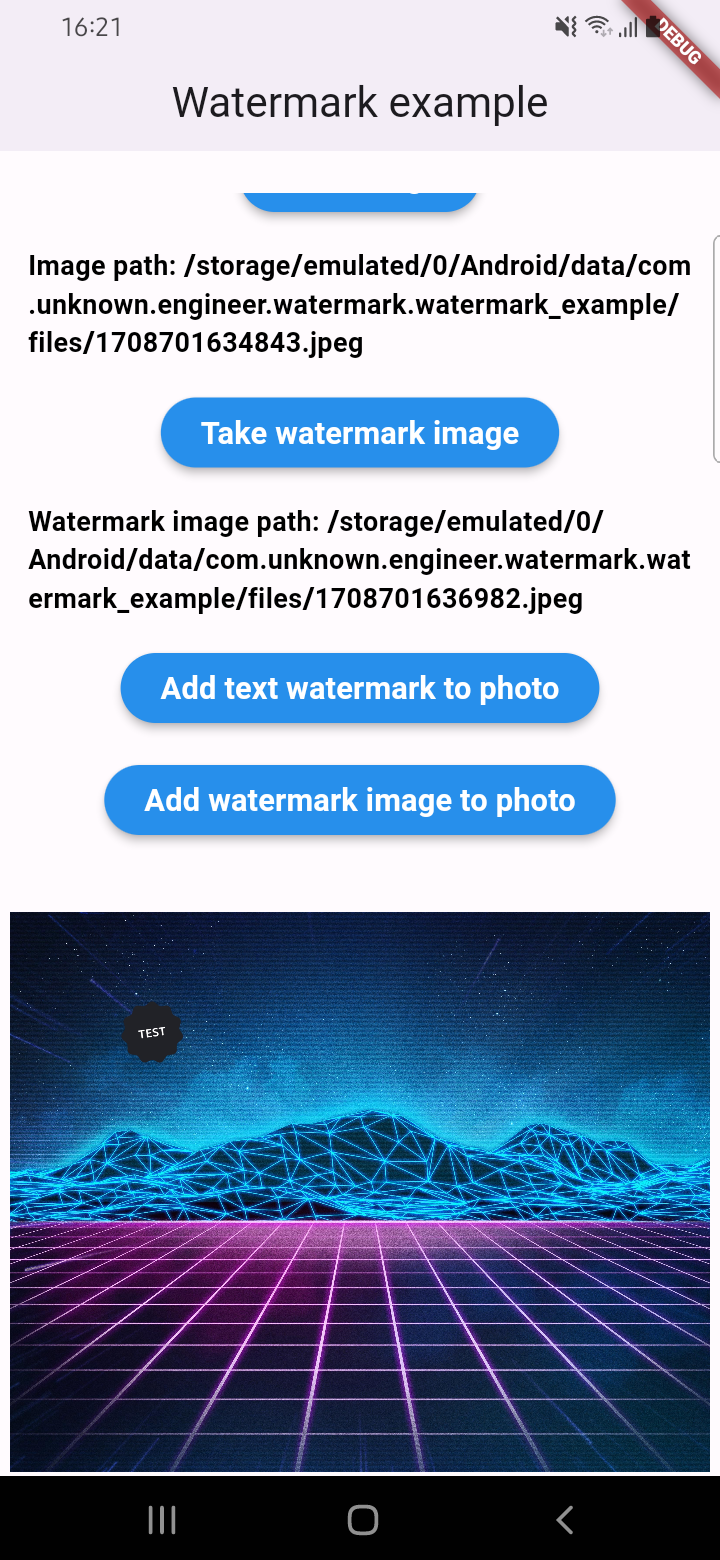 16:21
DEBUG
Watermark example
Image path: /storage/emulated/0/Android/data/com
.unknown.engineer.watermark.watermark_example/
files/1708701634843.jpeg
Take watermark image
Watermark image path: /storage/emulated/0/
Android/data/com.unknown.engineer.watermark.wat
ermark_example/files/1708701636982.jpeg
Add text watermark to photo
Add watermark image to photo
TEST